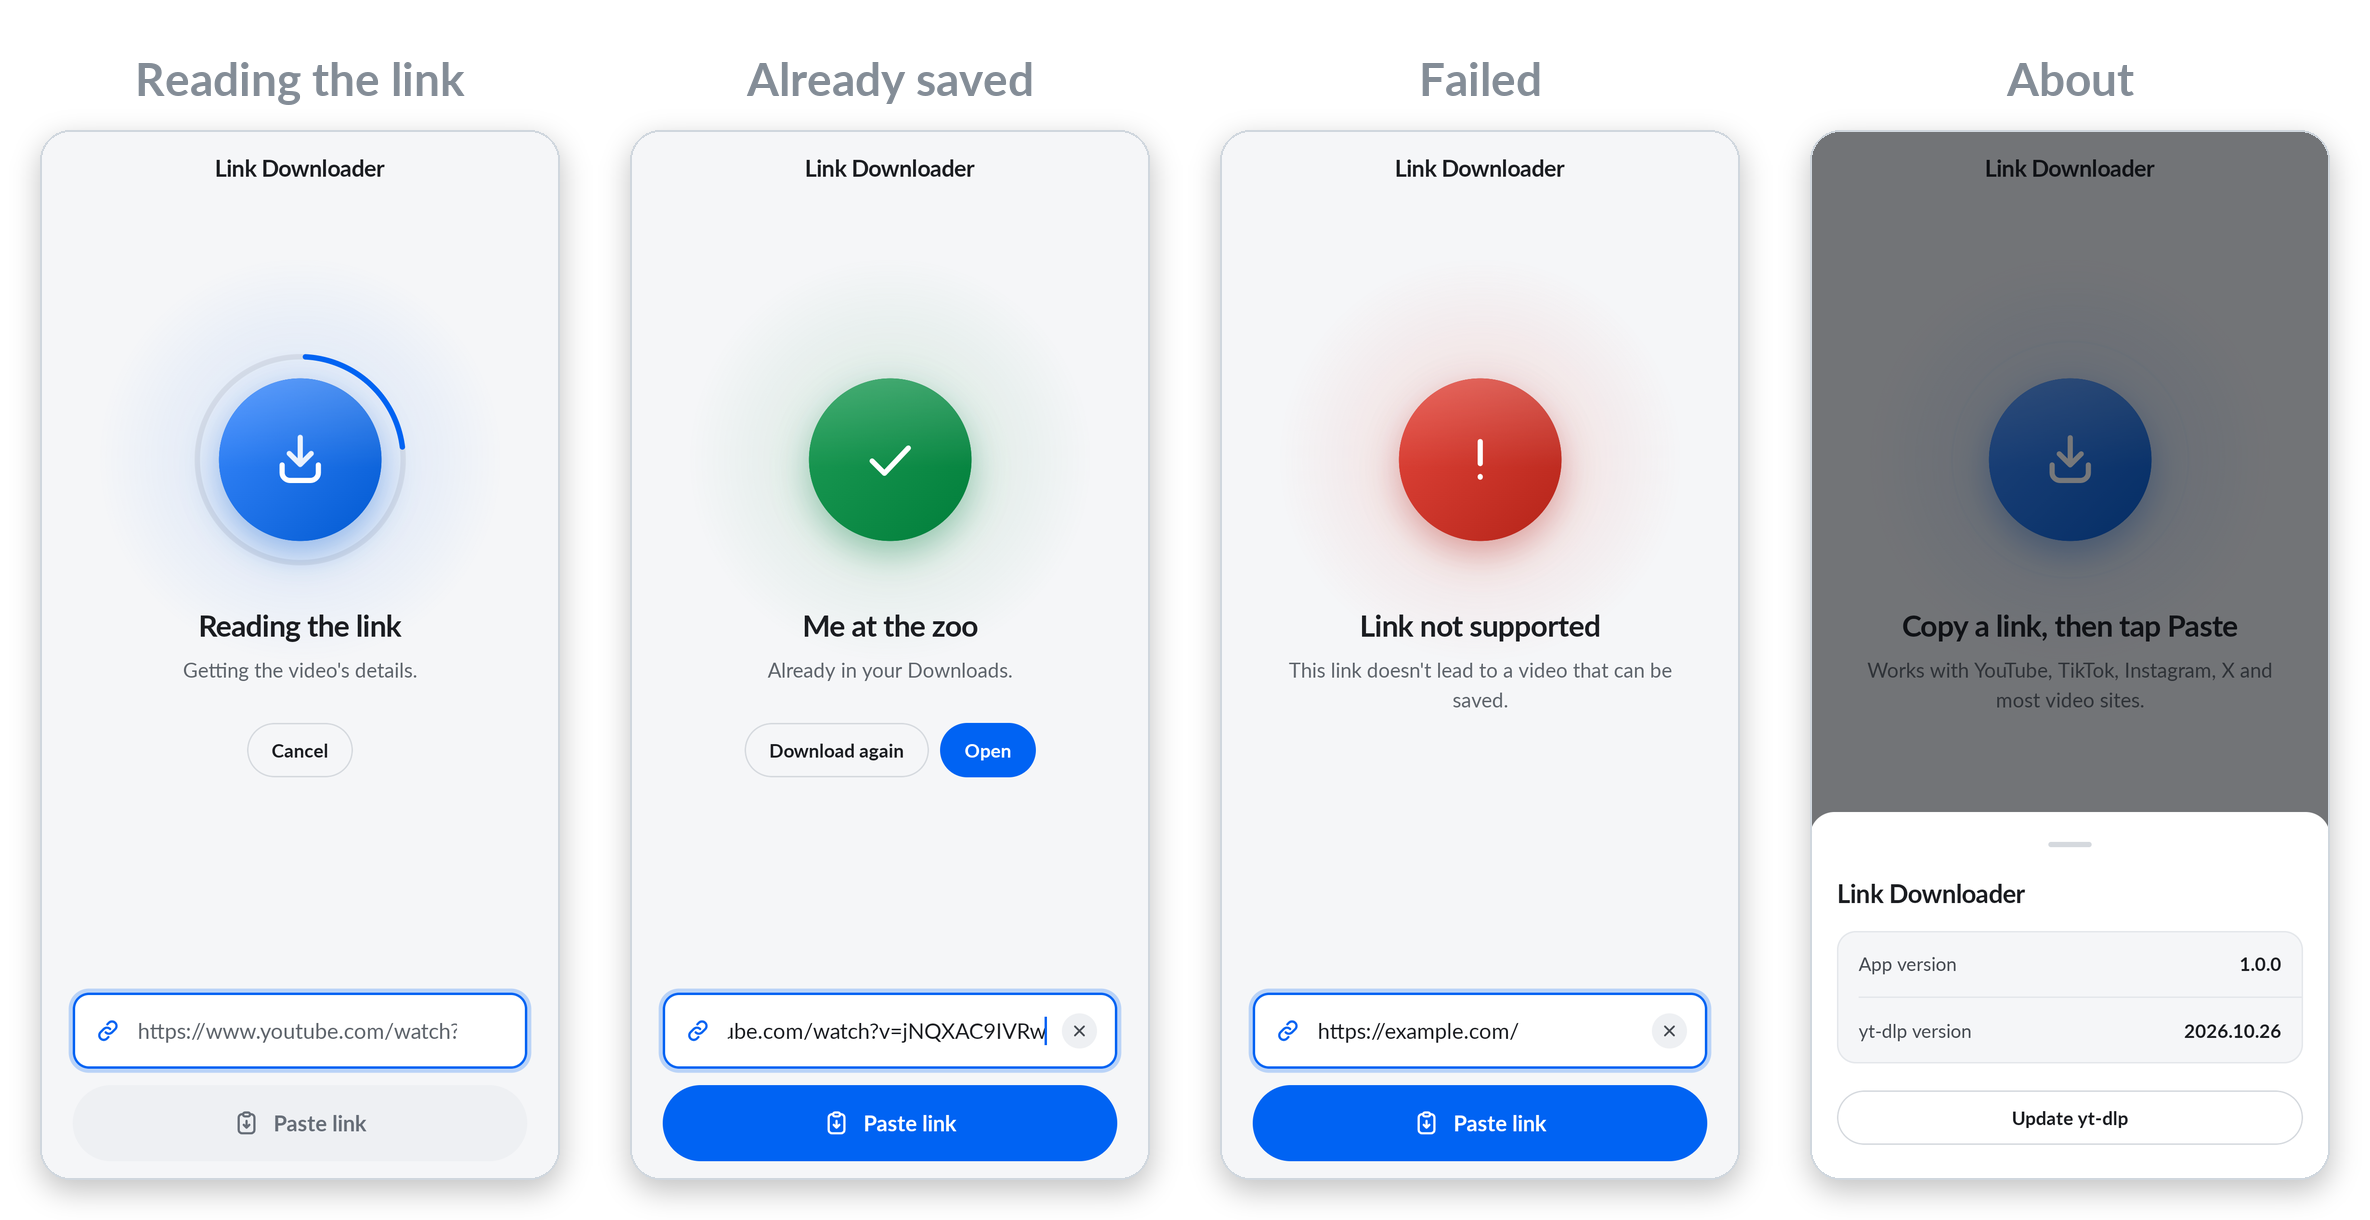 Reading the link
Link Downloader
Reading the link
Getting the video's details.
Cancel
https://www.youtube.com/watch?
Paste link
Already saved
Link Downloader
Me at the zoo
Already in your Downloads.
Download again
Open
ube.com/watch?v=jNQXAC9IVRw
Paste link
Failed
Link Downloader
Link not supported
This link doesn't lead to a video that can be
saved.
https://example.com/
Paste link
About
Link Downloader
Copy a link, then tap Paste
Works with YouTube, TikTok, Instagram, X and
most video sites.
Link Downloader
App version 1.0.0
yt-dlp version 2026.10.26
Update yt-dlp